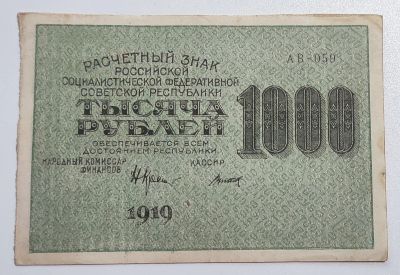 РАСЧЕТНЫЙ ЗНАК
АВ-059
РОССИЙСКОЙ
СОЦИАЛИСТИЧЕСКОЙ ФЕДЕРАТИВНОЙ
СОВЕТСКОЙ РЕСПУБЛИКИ
ТЫСЯЧА
РУБЛЕЙ
1000
ОБЕСПЕЧИВАЕТСЯ ВСЕМ
ДОСТОЯНИЕМ РЕСПУБЛИКИ
НАРОДНЫЙ КОМИССАР
ФИНАНСОВ
КАССИР
1919